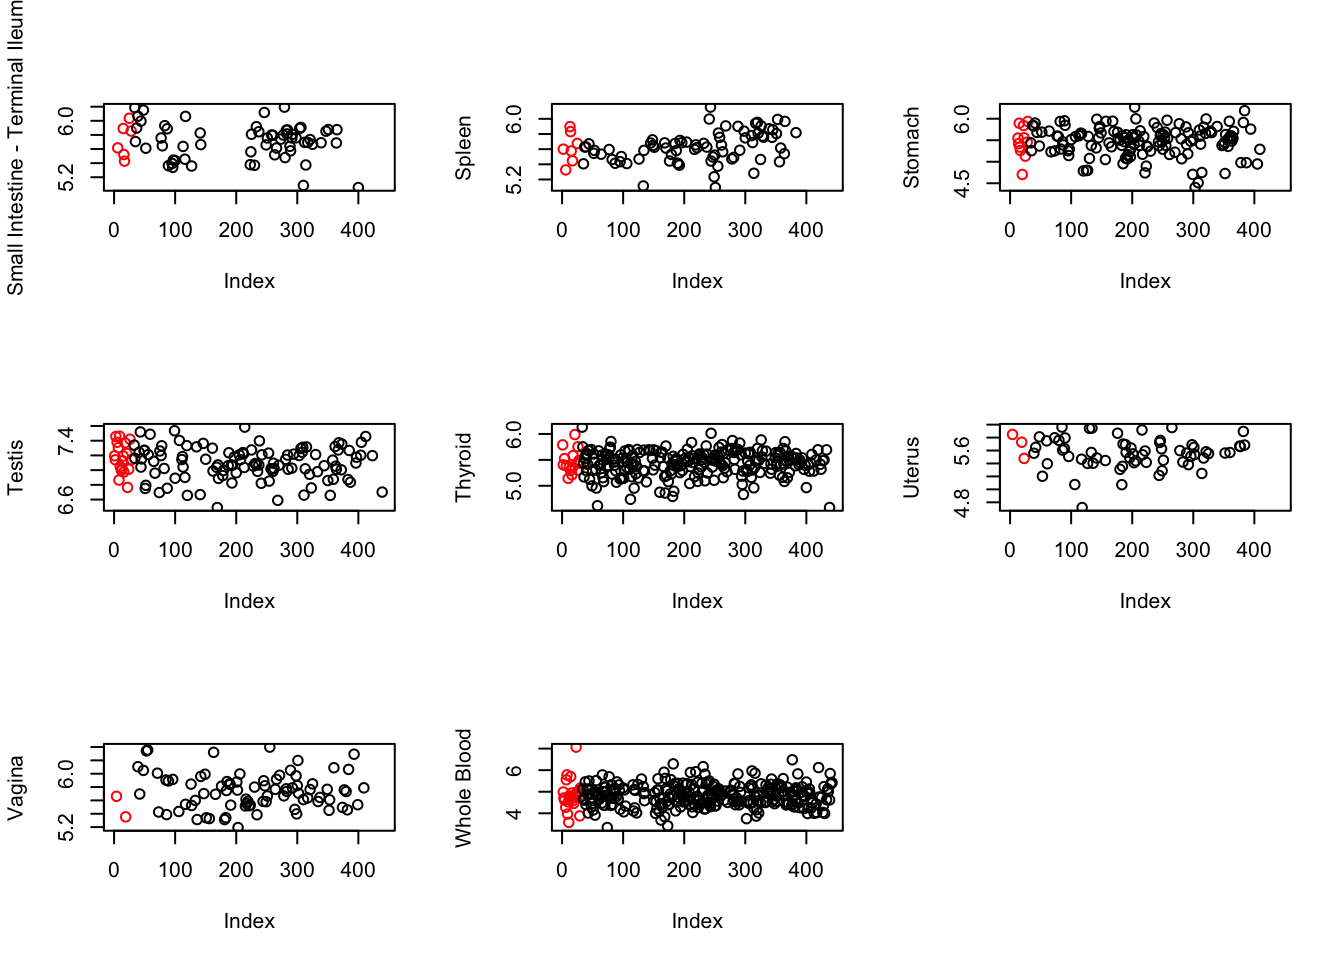 Small Intestine - Terminal Ileum
6.0
5.2
0 100 200 300 400
Index
Spleen
6.0
5.2
0 100 200 300 400
Index
Stomach
6.0
4.5
0 100 200 300 400
Index
Testis
7.4
6.6
0 100 200 300 400
Index
Thyroid
6.0
5.0
0 100 200 300 400
Index
Uterus
5.6
4.8
0 100 200 300 400
Index
Vagina
6.0
5.2
0 100 200 300 400
Index
Whole Blood
6
4
0 100 200 300 400
Index